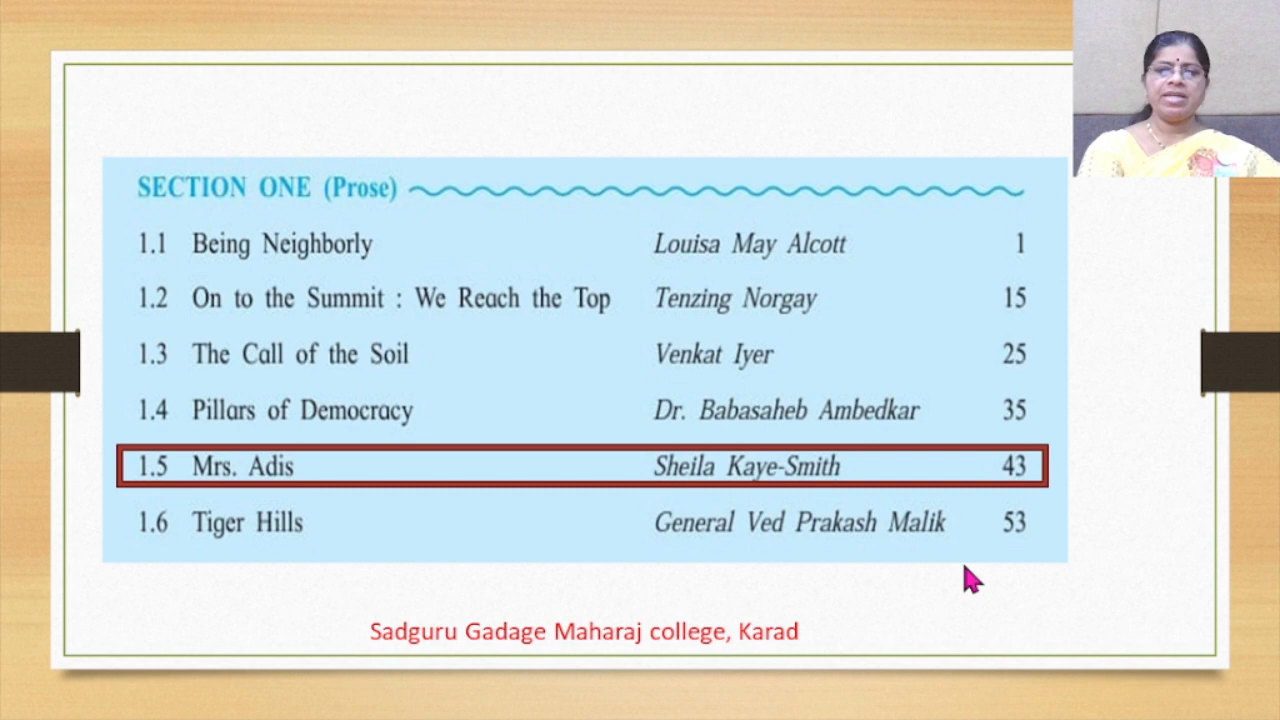 SECTION ONE (Prose)
1.1 Being Neighborly Louisa May Alcott 1
1.2 On to the Summit : We Reach the Top Tenzing Norgay 15
1.3 The Call of the Soil Venkat Iyer 25
1.4 Pillars of Democracy Dr. Babasaheb Ambedkar 35
1.5 Mrs. Adis Sheila Kaye-Smith 43
1.6 Tiger Hills General Ved Prakash Malik 53
Sadguru Gadage Maharaj college, Karad